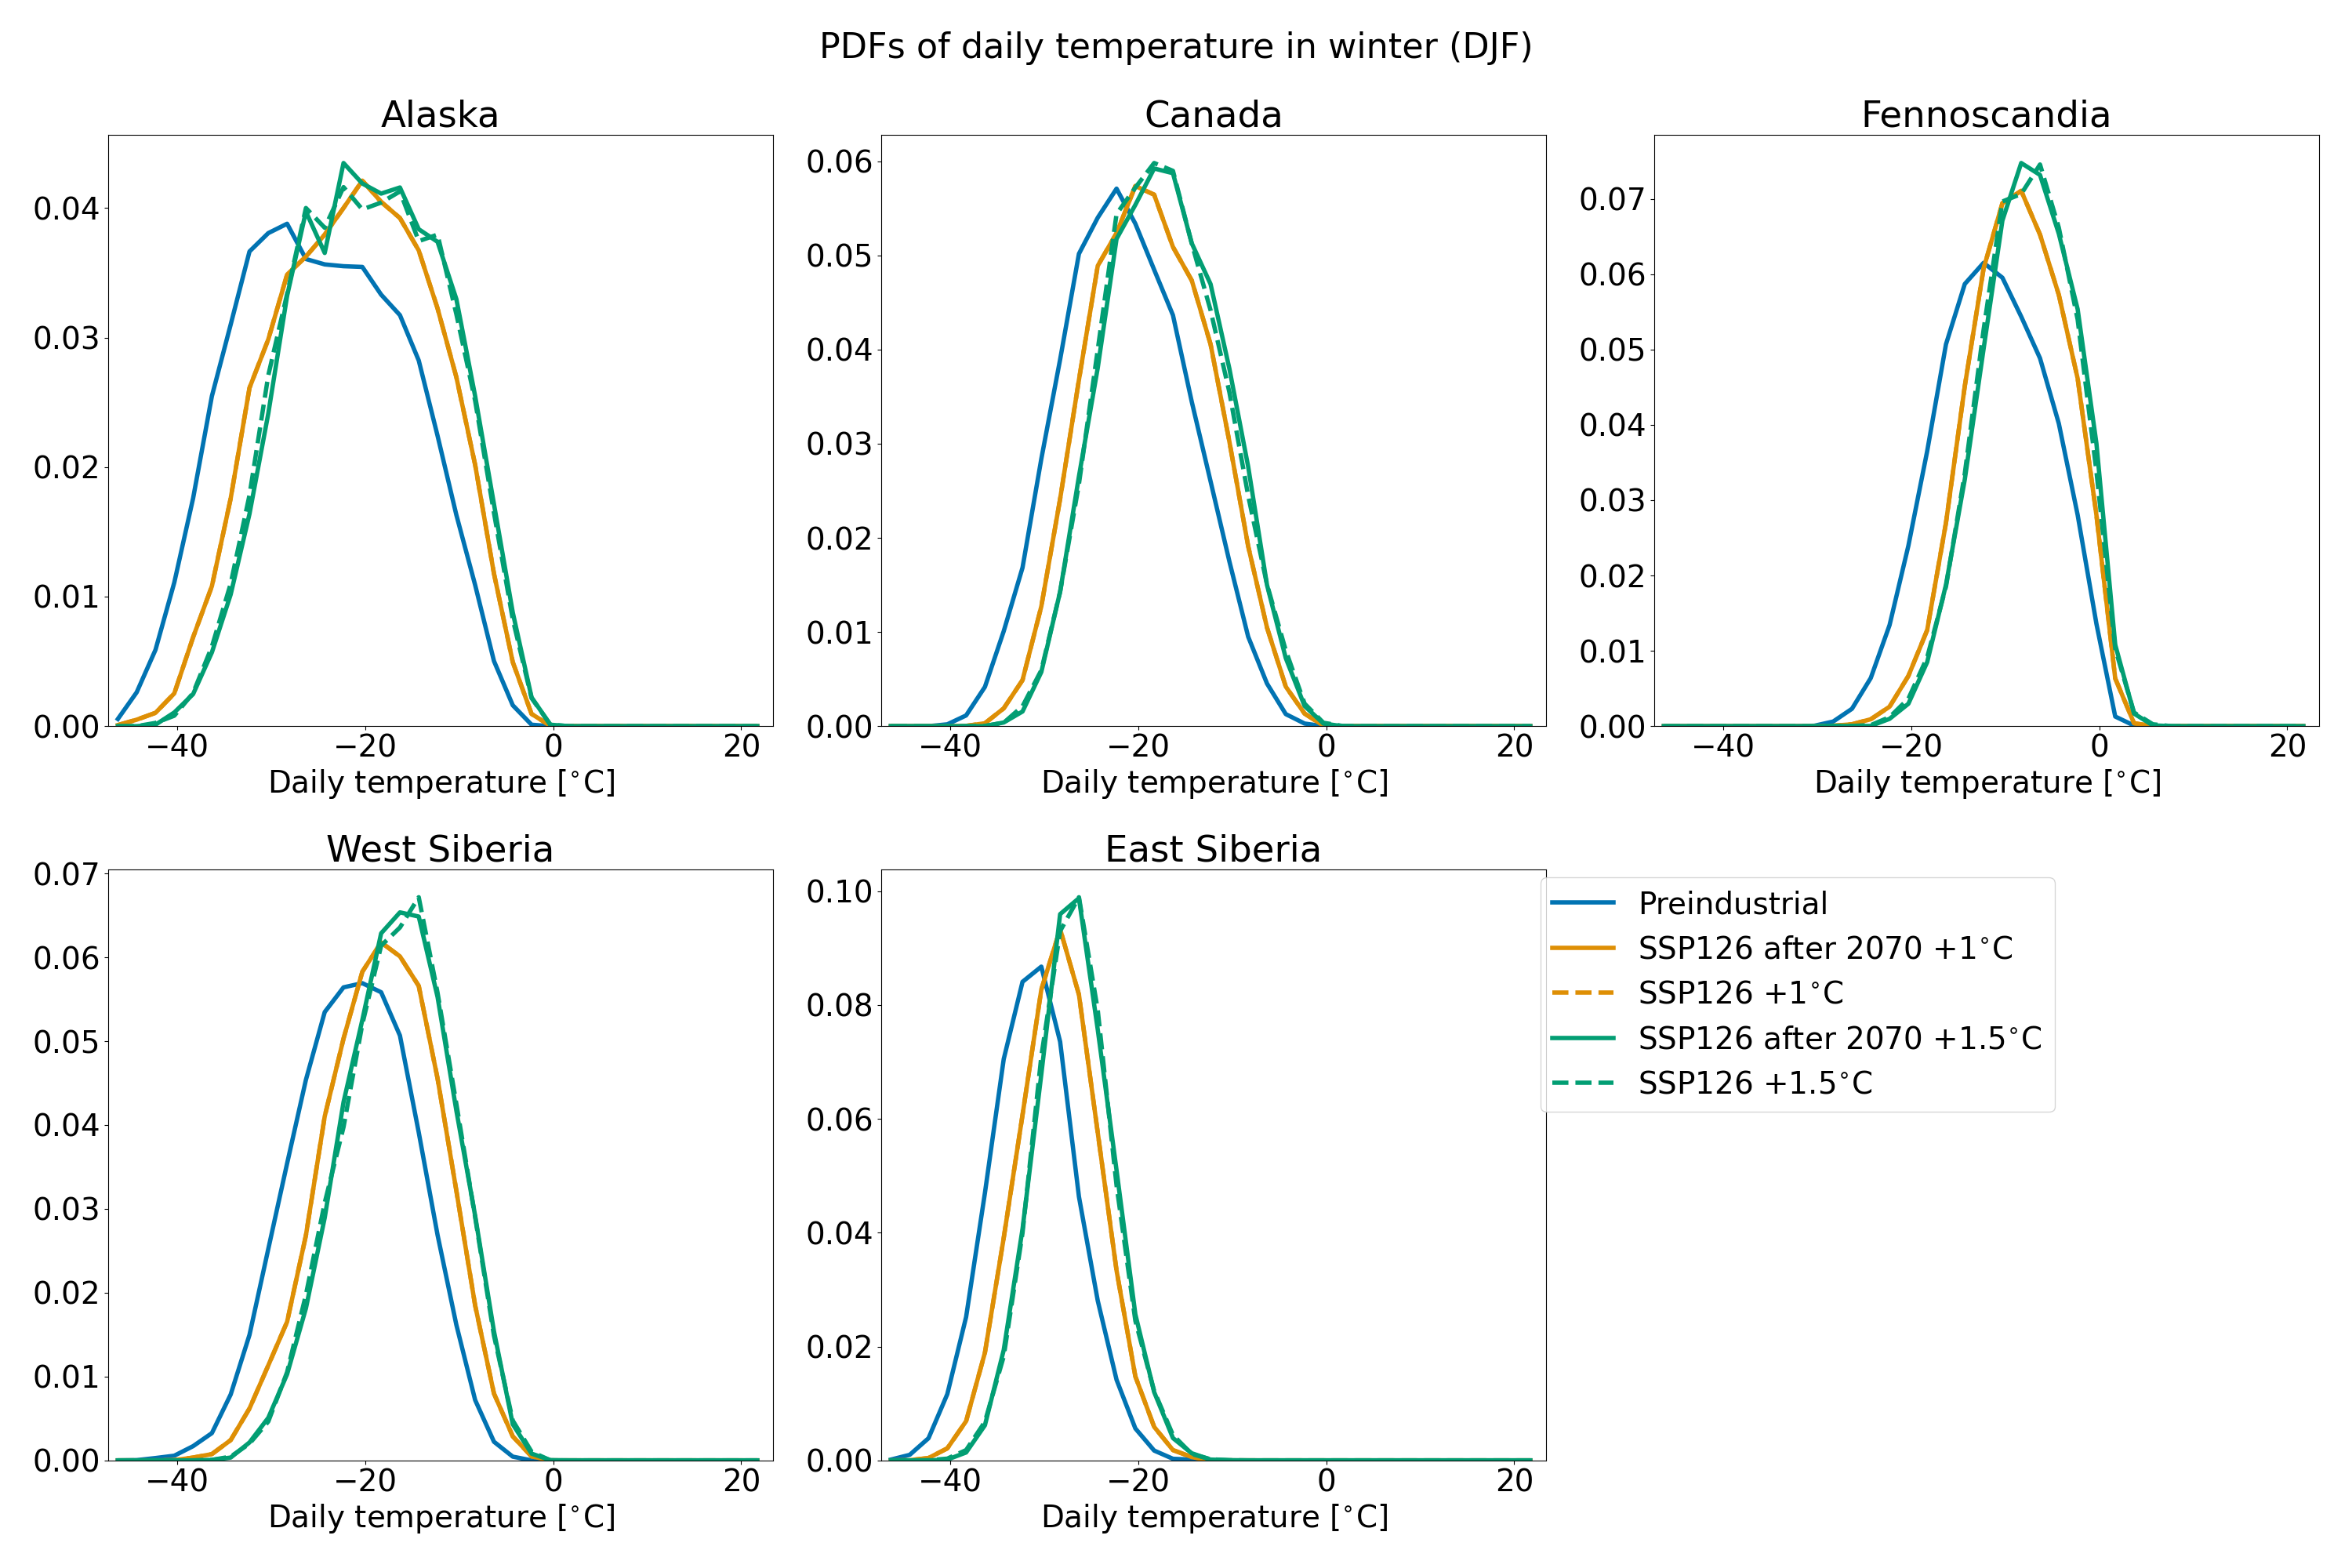 PDFs of daily temperature in winter (DJF)
Alaska
0.04
0.03
0.02
0.01
0.00
−40 −20 0 20
Daily temperature [°C]
Canada
0.06
0.05
0.04
0.03
0.02
0.01
0.00
−40 −20 0 20
Daily temperature [°C]
Fennoscandia
0.07
0.06
0.05
0.04
0.03
0.02
0.01
0.00
−40 −20 0 20
Daily temperature [°C]
West Siberia
0.07
0.06
0.05
0.04
0.03
0.02
0.01
0.00
−40 −20 0 20
Daily temperature [°C]
East Siberia
0.10
0.08
0.06
0.04
0.02
0.00
−40 −20 0 20
Daily temperature [°C]
Preindustrial
SSP126 after 2070 +1°C
SSP126 +1°C
SSP126 after 2070 +1.5°C
SSP126 +1.5°C